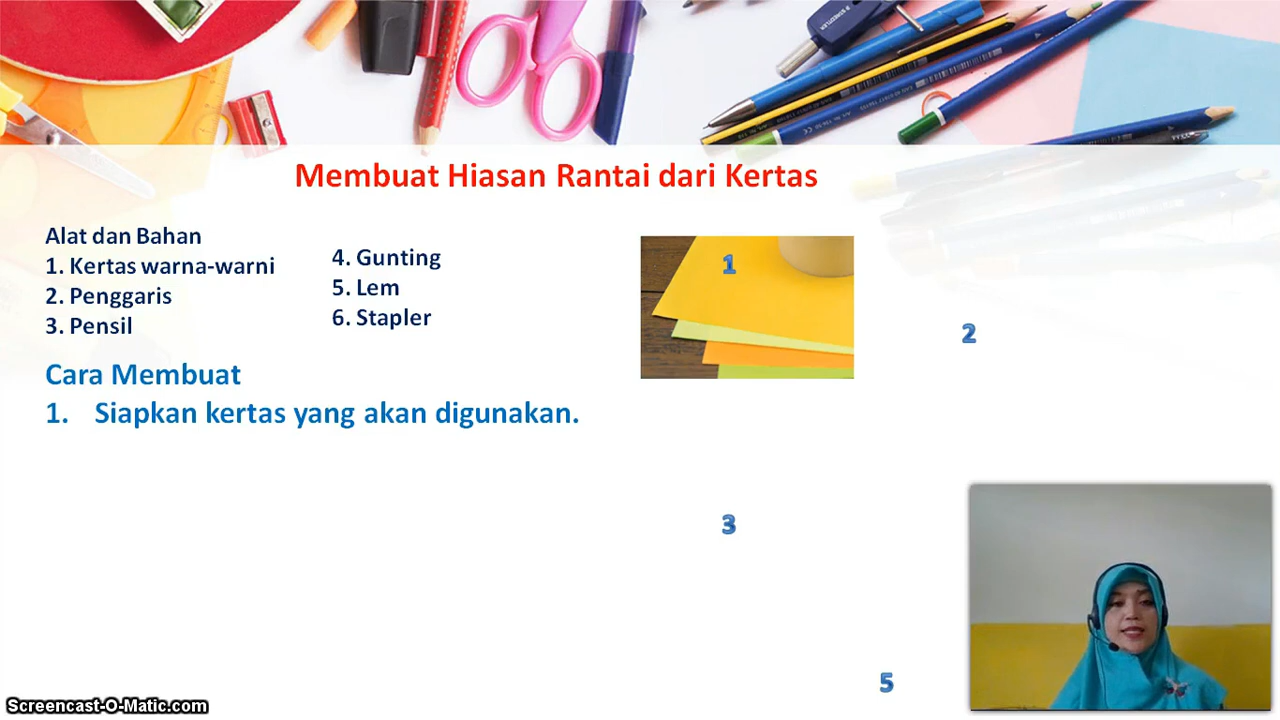 Membuat Hiasan Rantai dari Kertas
Alat dan Bahan
1. Kertas warna-warni
2. Penggaris
3. Pensil
4. Gunting
5. Lem
6. Stapler
Cara Membuat
1. Siapkan kertas yang akan digunakan.
1
2
3
5
Screencast-O-Matic.com